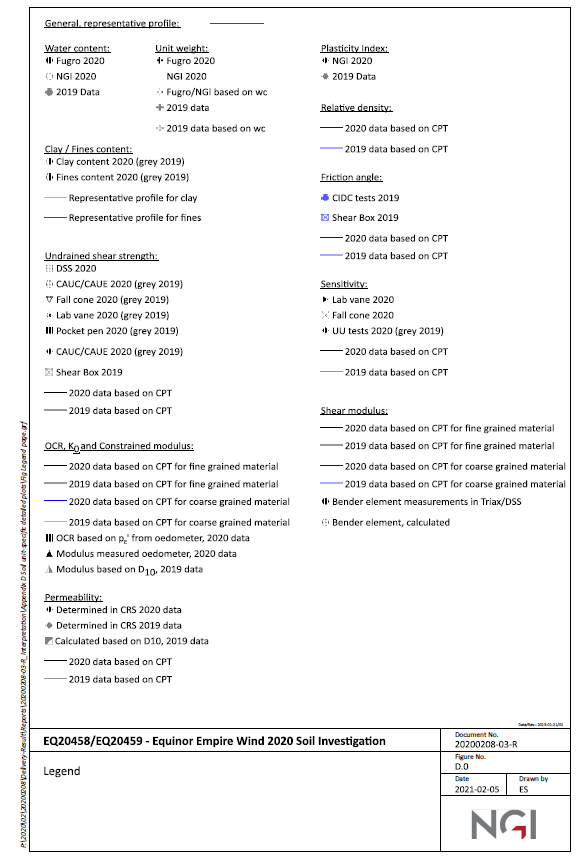 General, representative profile:
Water content:
Fugro 2020
NGI 2020
2019 Data
Unit weight:
Fugro 2020
NGI 2020
Fugro/NGI based on wc
2019 data
2019 data based on wc
Plasticity Index:
NGI 2020
2019 Data
Relative density:
2020 data based on CPT
2019 data based on CPT
Clay / Fines content:
Clay content 2020 (grey 2019)
Fines content 2020 (grey 2019)
Representative profile for clay
Representative profile for fines
Friction angle:
CIDC tests 2019
Shear Box 2019
2020 data based on CPT
2019 data based on CPT
Undrained shear strength:
DSS 2020
CAUC/CAUE 2020 (grey 2019)
Fall cone 2020 (grey 2019)
Lab vane 2020 (grey 2019)
Pocket pen 2020 (grey 2019)
CAUC/CAUE 2020 (grey 2019)
Shear Box 2019
2020 data based on CPT
2019 data based on CPT
Sensitivity:
Lab vane 2020
Fall cone 2020
UU tests 2020 (grey 2019)
2020 data based on CPT
2019 data based on CPT
Shear modulus:
2020 data based on CPT for fine grained material
2019 data based on CPT for fine grained material
2020 data based on CPT for coarse grained material
2019 data based on CPT for coarse grained material
Bender element measurements in Triax/DSS
Bender element, calculated
OCR, K0 and Constrained modulus:
2020 data based on CPT for fine grained material
2019 data based on CPT for fine grained material
2020 data based on CPT for coarse grained material
2019 data based on CPT for coarse grained material
OCR based on pc' from oedometer, 2020 data
Modulus measured oedometer, 2020 data
Modulus based on D10, 2019 data
Permeability:
Determined in CRS 2020 data
Determined in CRS 2019 data
Calculated based on D10, 2019 data
2020 data based on CPT
2019 data based on CPT
EQ20458/EQ20459 - Equinor Empire Wind 2020 Soil Investigation
Legend
Document No.
20200208-03-R
Figure No.
D.0
Date
2021-02-05
Drawn by
ES
NGI